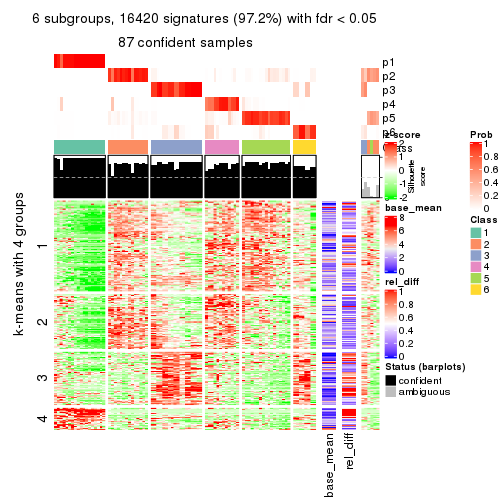 6 subgroups, 16420 signatures (97.2%) with fdr < 0.05
87 confident samples
p1
p2
p3
p4
p5
p6
Class
Silhouette
score
k-means with 4 groups
1
2
3
4
base_mean
rel_diff
z-score
2
1
0
-1
-2
base_mean
8
6
4
2
0
rel_diff
1
0.8
0.6
0.4
0.2
0
Status (barplots)
confident
ambiguous
Prob
1
0.8
0.6
0.4
0.2
0
Class
1
2
3
4
5
6